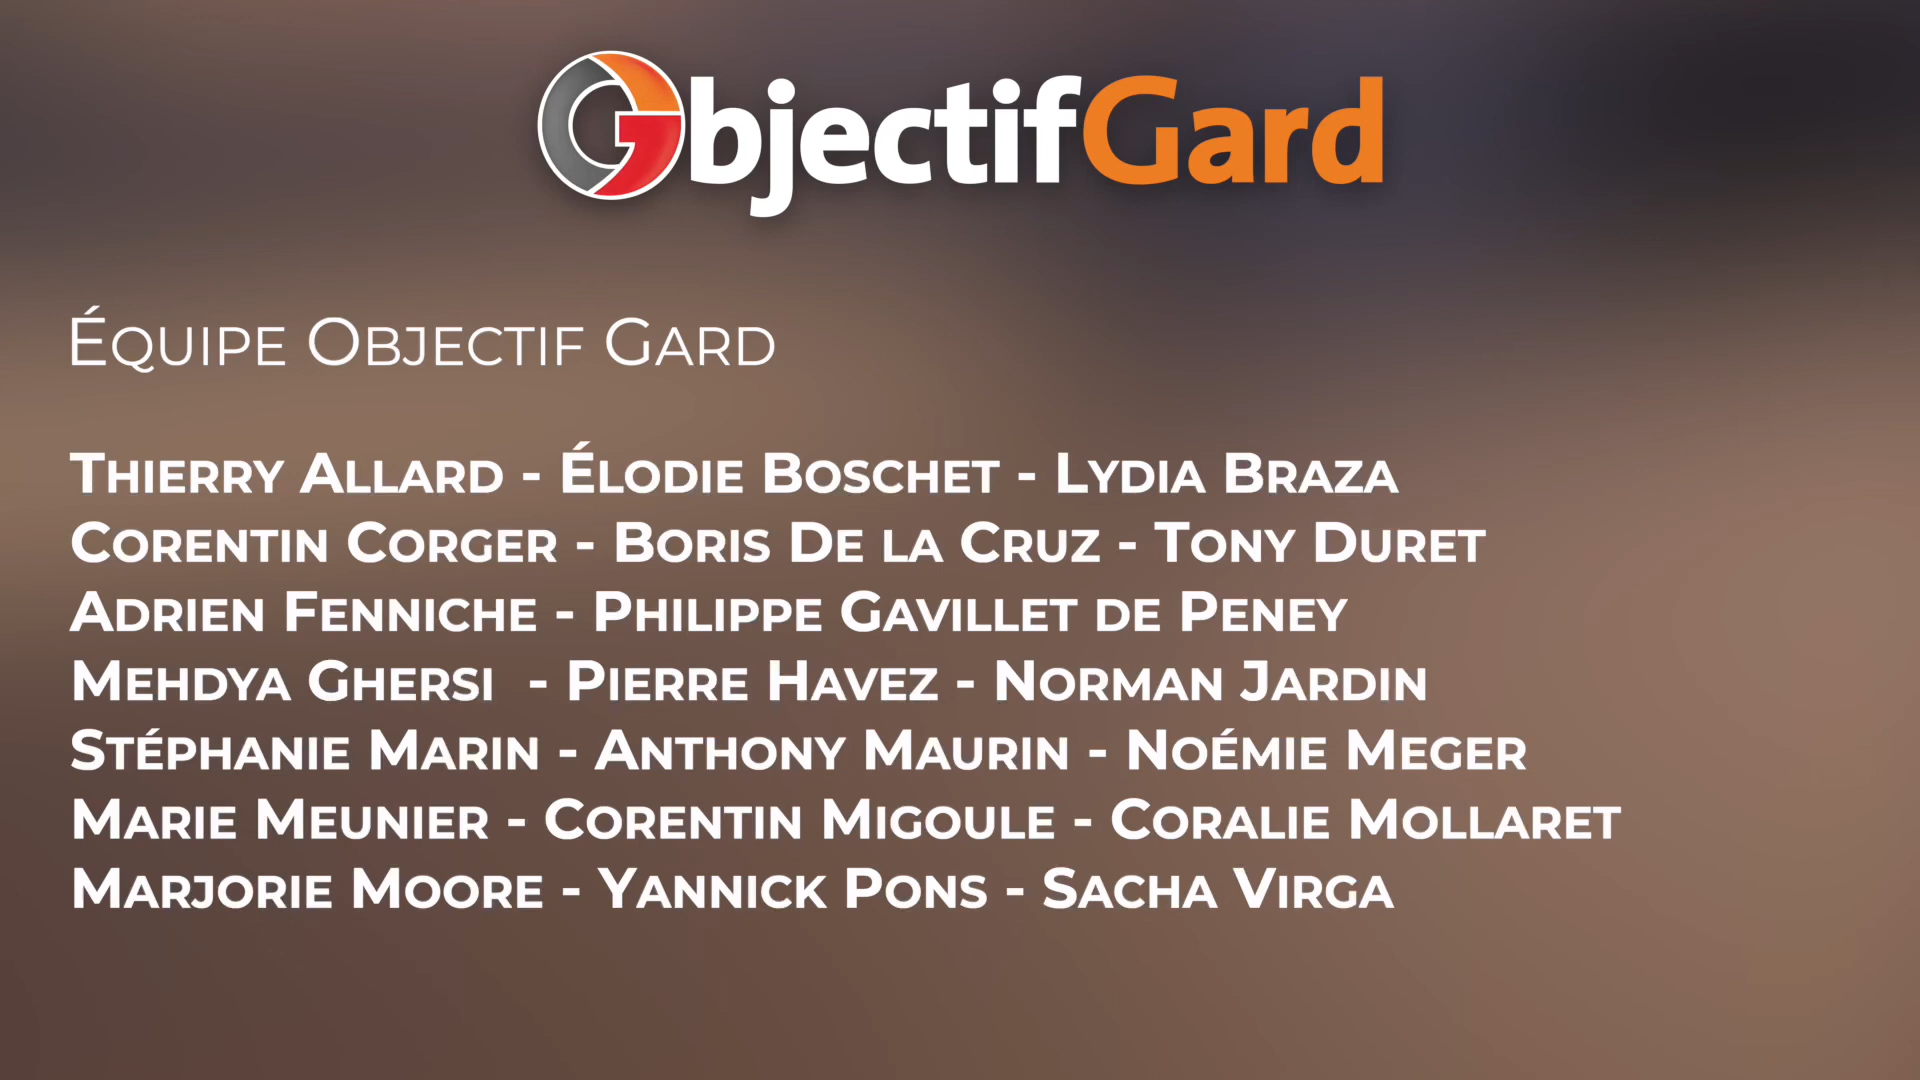 ObjectifGard
Équipe Objectif Gard
Thierry Allard - Élodie Boschet - Lydia Braza
Corentin Corger - Boris De la Cruz - Tony Duret
Adrien Fenniche - Philippe Gavillet de Peney
Mehdya Ghersi - Pierre Havez - Norman Jardin
Stéphanie Marin - Anthony Maurin - Noémie Meger
Marie Meunier - Corentin Migoule - Coralie Mollaret
Marjorie Moore - Yannick Pons - Sacha Virga